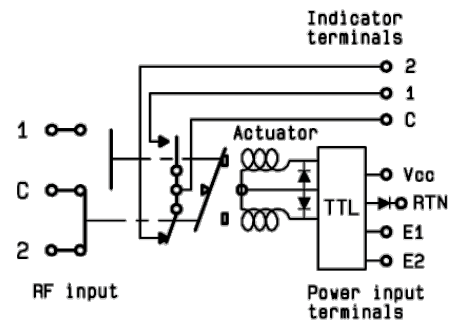 Indicator
terminals
2
1
C
Actuator
1
C
2
RF input
TTL
Vcc
RTN
E1
E2
Power input
terminals